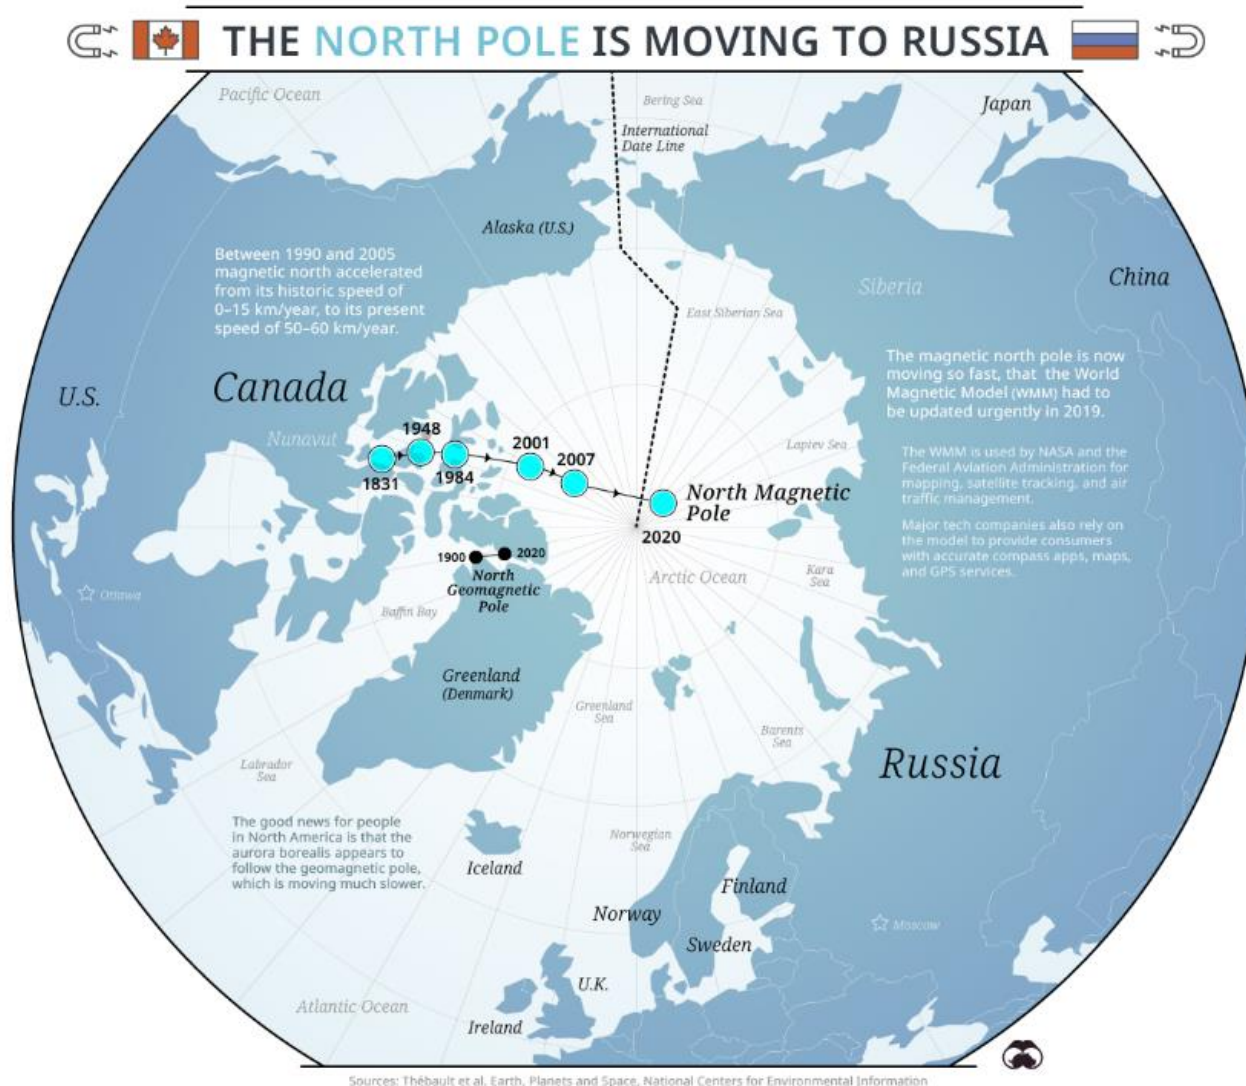 THE NORTH POLE IS MOVING TO RUSSIA
Pacific Ocean
Bering Sea
Japan
International
Date Line
Alaska (U.S.)
Between 1990 and 2005
magnetic north accelerated
from its historic speed of
0–15 km/year, to its present
speed of 50–60 km/year.
Siberia
China
East Siberian Sea
The magnetic north pole is now
moving so fast, that the World
Magnetic Model (WMM) had to
be updated urgently in 2019.
U.S.
Canada
Nunavut
1948
1831
1984
2001
2007
Laptev Sea
The WMM is used by NASA and the
Federal Aviation Administration for
mapping, satellite tracking, and air
traffic management.
North Magnetic
Pole
2020
Major tech companies also rely on
the model to provide consumers
with accurate compass apps, maps,
and GPS services.
1900
2020
North
Geomagnetic
Pole
Arctic Ocean
Kara
Sea
Ottawa
Baffin Bay
Greenland
(Denmark)
Greenland
Sea
Barents
Sea
Russia
Labrador
Sea
The good news for people
in North America is that the
aurora borealis appears to
follow the geomagnetic pole,
which is moving much slower.
Norwegian
Sea
Iceland
Finland
Norway
Moscow
Sweden
U.K.
Atlantic Ocean
Ireland
Sources: Thébault et al. Earth, Planets and Space, National Centers for Environmental Information